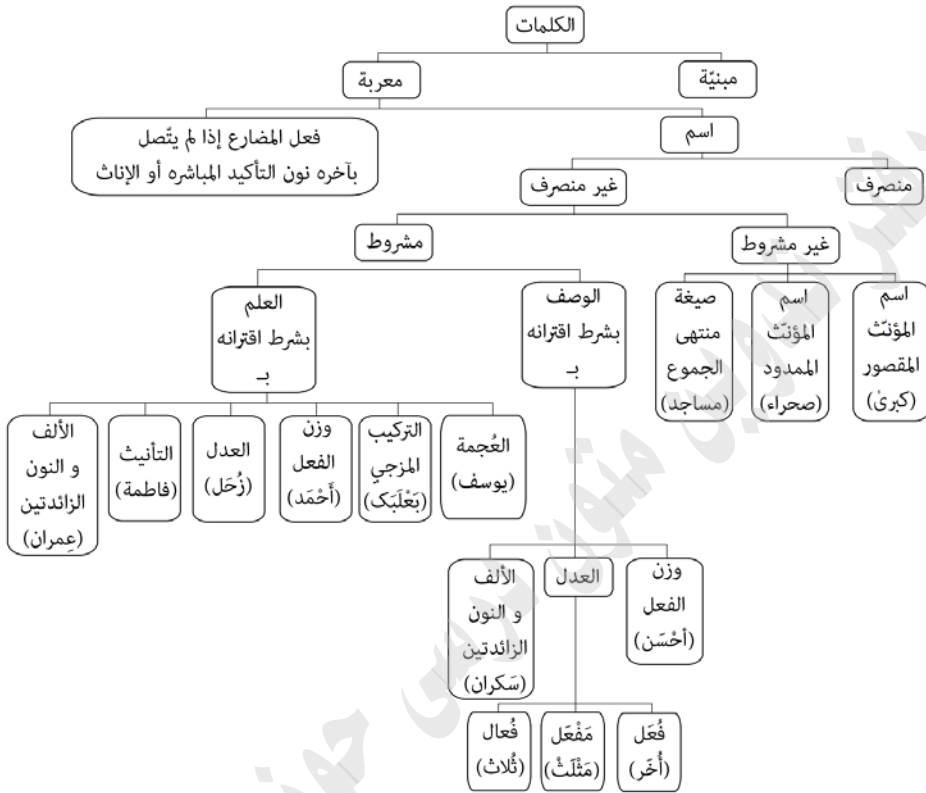 الكلمات
مبنيّة
معربة
اسم
فعل المضارع إذا لم يتّصل
بآخره نون التأكيد المباشره أو الإناث
منصرف
غير منصرف
غير مشروط
مشروط
اسم
المؤنّث
المقصور
(كبریٰ)
اسم
المؤنّث
الممدود
(صحراء)
صيغة
منتهى
الجموع
(مساجد)
الوصف
بشرط اقترانه
بـ
العلم
بشرط اقترانه
بـ
العُجمة
(يوسف)
التركيب
المزجي
(بَعْلَبَک)
وزن
الفعل
(أَحْمَد)
العدل
(زُحَل)
التأنيث
(فاطمة)
الألف
و النون
الزائدتين
(عِمران)
وزن
الفعل
(أحْسَن)
العدل
الألف
و النون
الزائدتين
(سَكران)
فُعَل
(أُخَر)
مَفْعَل
(مَثْلَثْ)
فُعال
(ثُلاث)